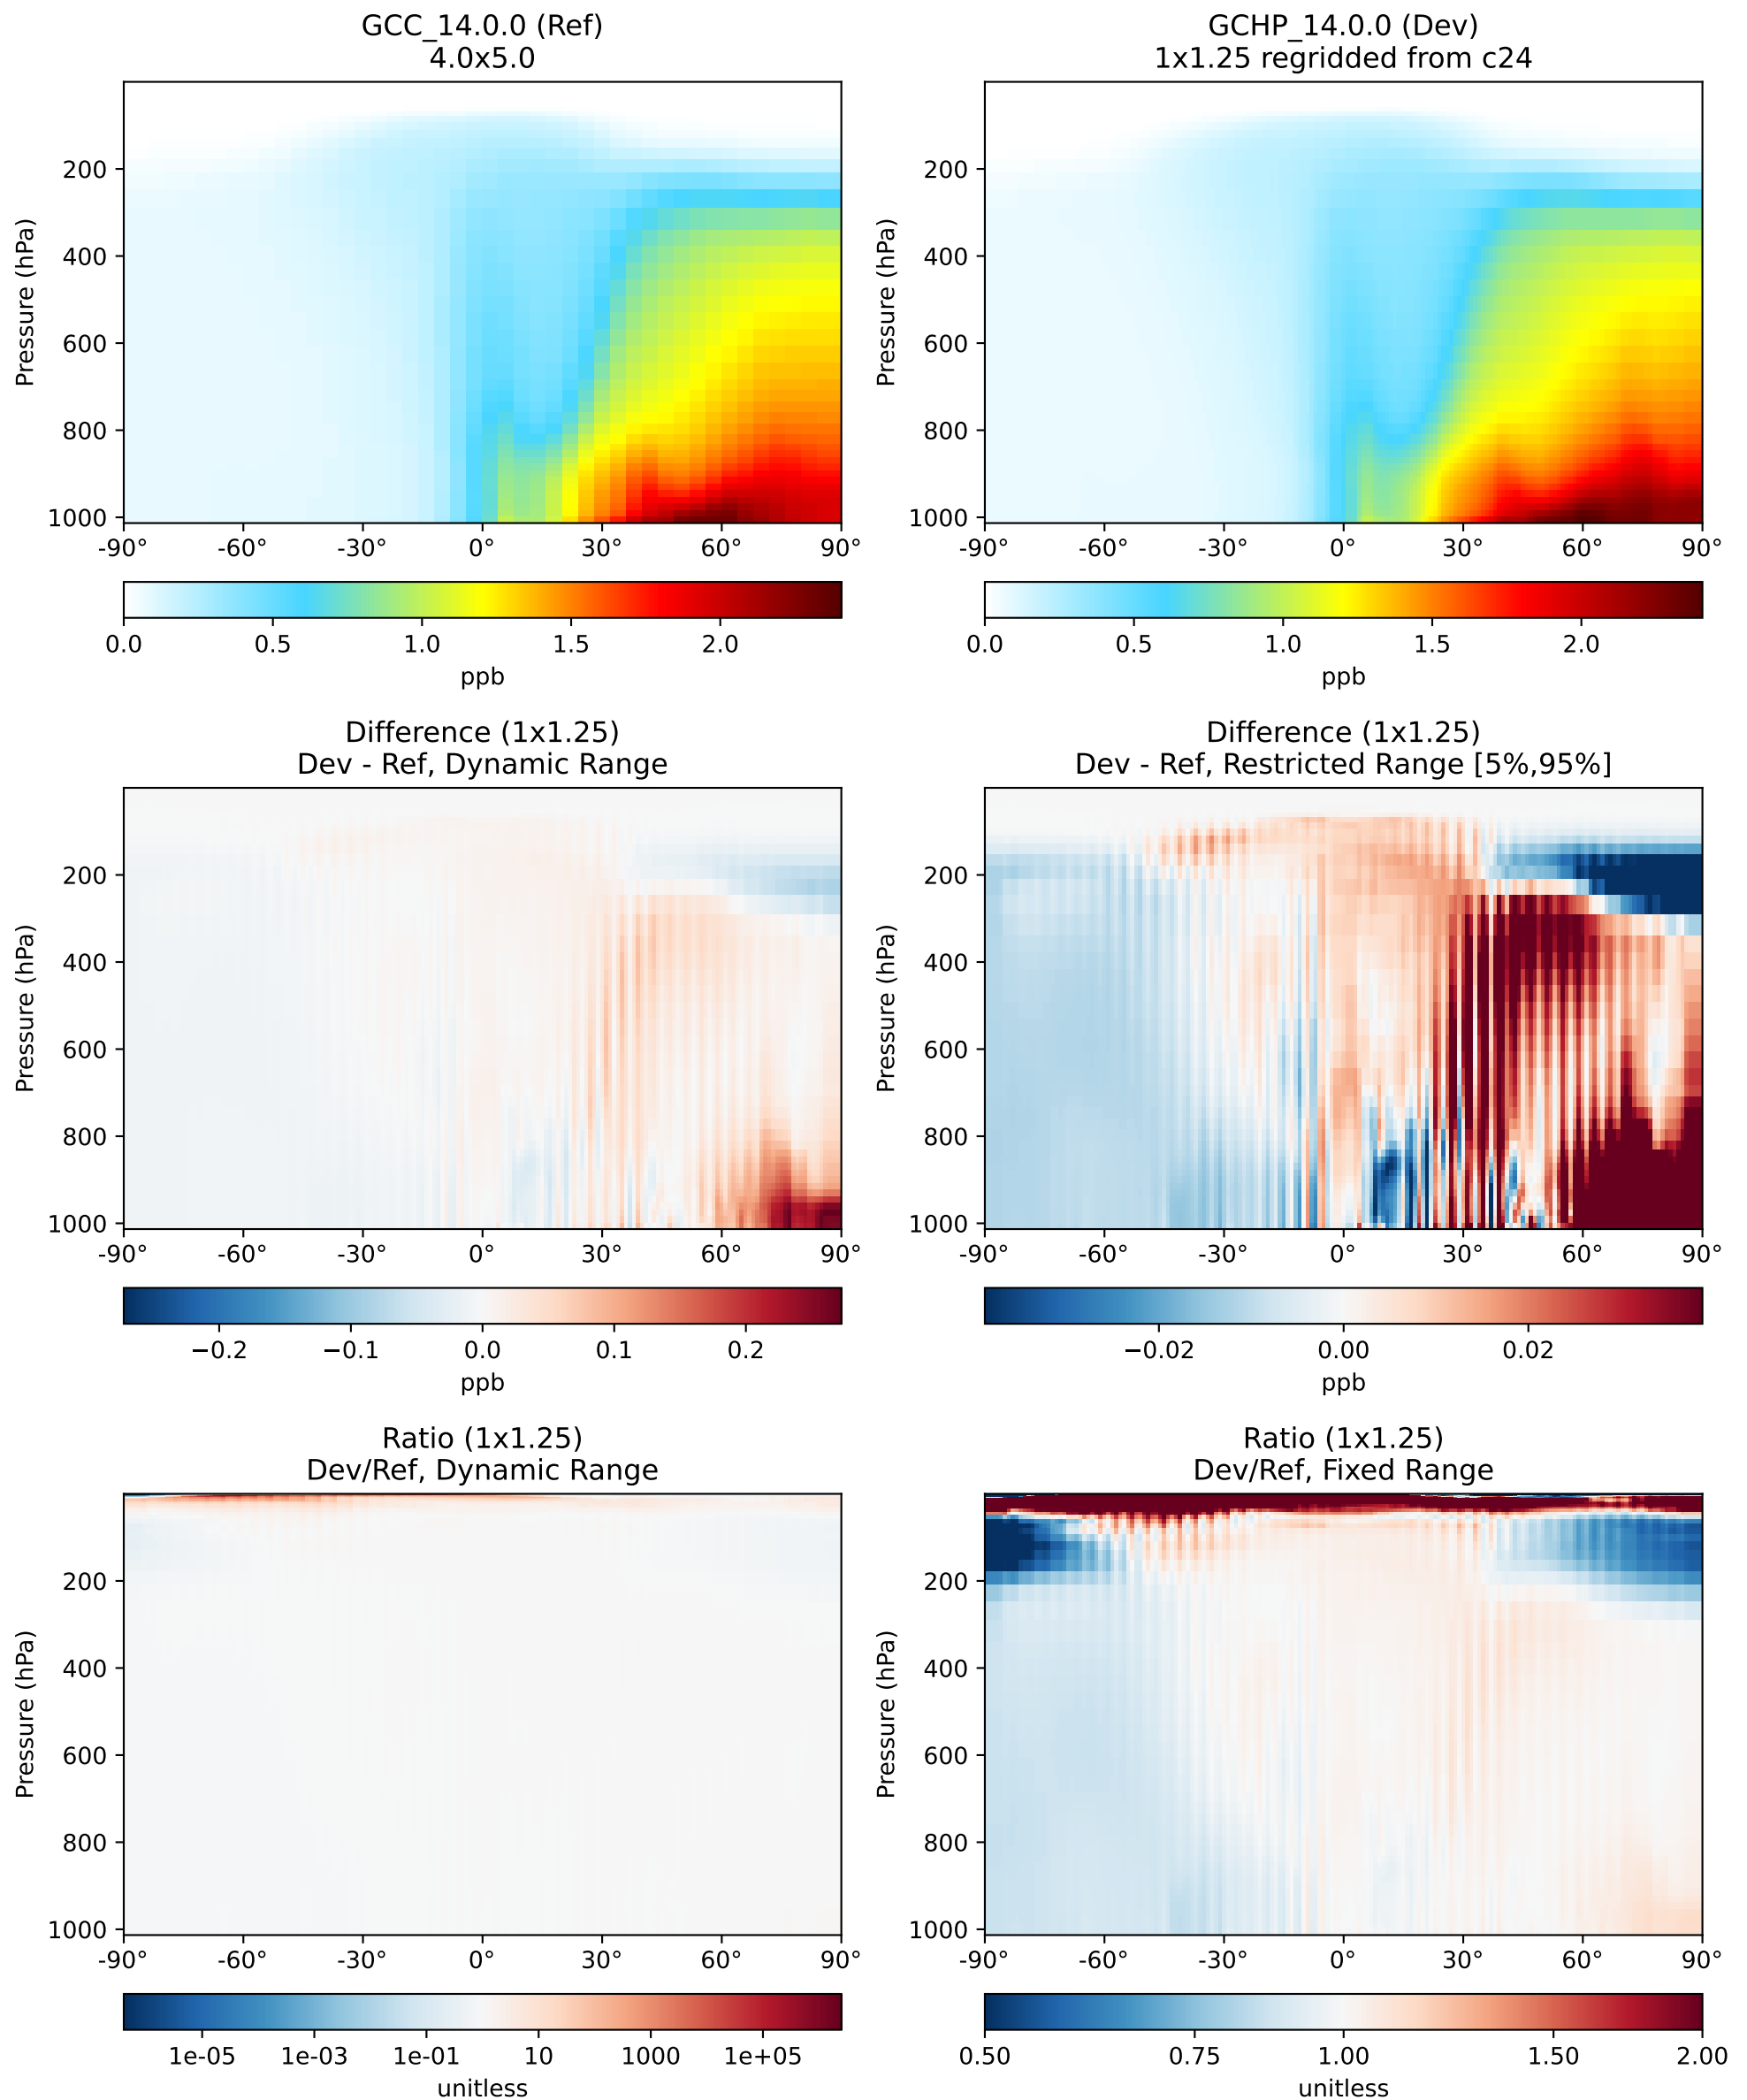 GCC_14.0.0 (Ref)
4.0x5.0
GCHP_14.0.0 (Dev)
1x1.25 regridded from c24
Pressure (hPa)
200
400
600
800
1000
-90° -60° -30° 0° 30° 60° 90°
0.0 0.5 1.0 1.5 2.0
ppb
Pressure (hPa)
200
400
600
800
1000
-90° -60° -30° 0° 30° 60° 90°
0.0 0.5 1.0 1.5 2.0
ppb
Difference (1x1.25)
Dev - Ref, Dynamic Range
Pressure (hPa)
200
400
600
800
1000
-90° -60° -30° 0° 30° 60° 90°
−0.2 −0.1 0.0 0.1 0.2
ppb
Difference (1x1.25)
Dev - Ref, Restricted Range [5%,95%]
Pressure (hPa)
200
400
600
800
1000
-90° -60° -30° 0° 30° 60° 90°
−0.02 0.00 0.02
ppb
Ratio (1x1.25)
Dev/Ref, Dynamic Range
Pressure (hPa)
200
400
600
800
1000
-90° -60° -30° 0° 30° 60° 90°
1e-05 1e-03 1e-01 10 1000 1e+05
unitless
Ratio (1x1.25)
Dev/Ref, Fixed Range
Pressure (hPa)
200
400
600
800
1000
-90° -60° -30° 0° 30° 60° 90°
0.50 0.75 1.00 1.50 2.00
unitless